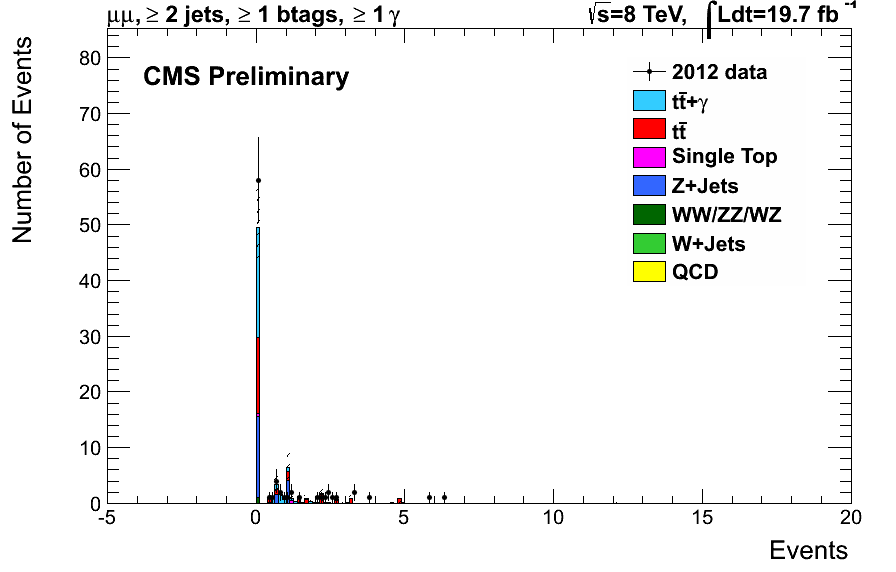 μμ, ≥ 2 jets, ≥ 1 btags, ≥ 1 γ
√s=8 TeV, ∫Ldt=19.7 fb⁻¹
CMS Preliminary
2012 data
tt̄+γ
tt̄
Single Top
Z+Jets
WW/ZZ/WZ
W+Jets
QCD
Number of Events
80
70
60
50
40
30
20
10
0
-5
0
5
10
15
20
Events